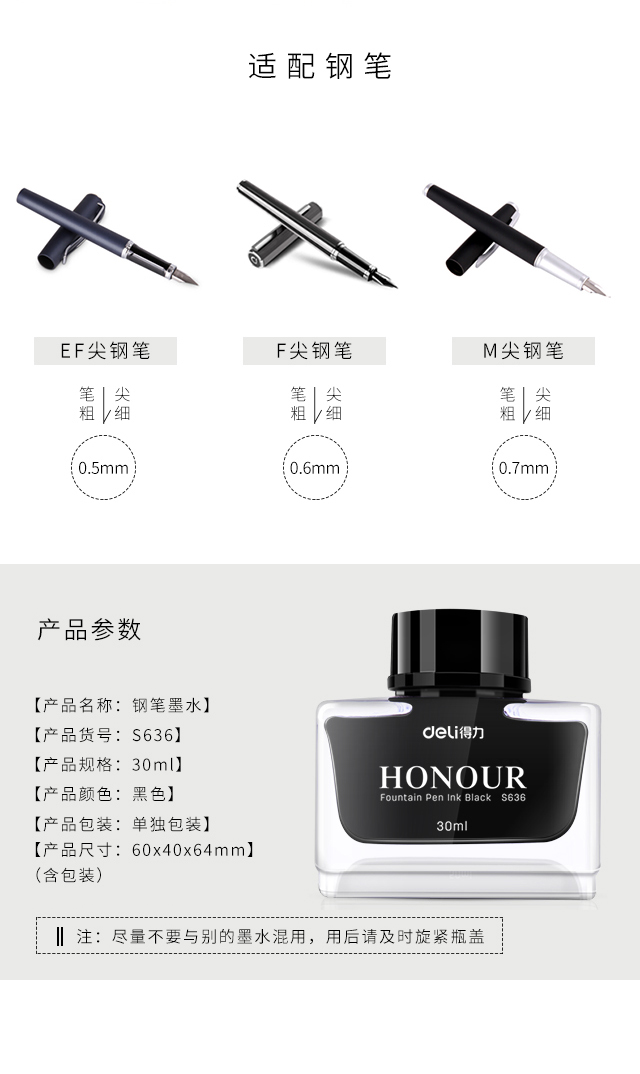 适配钢笔
EF尖钢笔
F尖钢笔
M尖钢笔
笔尖
粗细
笔尖
粗细
笔尖
粗细
0.5mm
0.6mm
0.7mm
产品参数
【产品名称：钢笔墨水】
【产品货号：S636】
【产品规格：30ml】
【产品颜色：黑色】
【产品包装：单独包装】
【产品尺寸：60x40x64mm】
（含包装）
deli得力
HONOUR
Fountain Pen Ink Black S636
30ml
注：尽量不要与别的墨水混用，用后请及时旋紧瓶盖